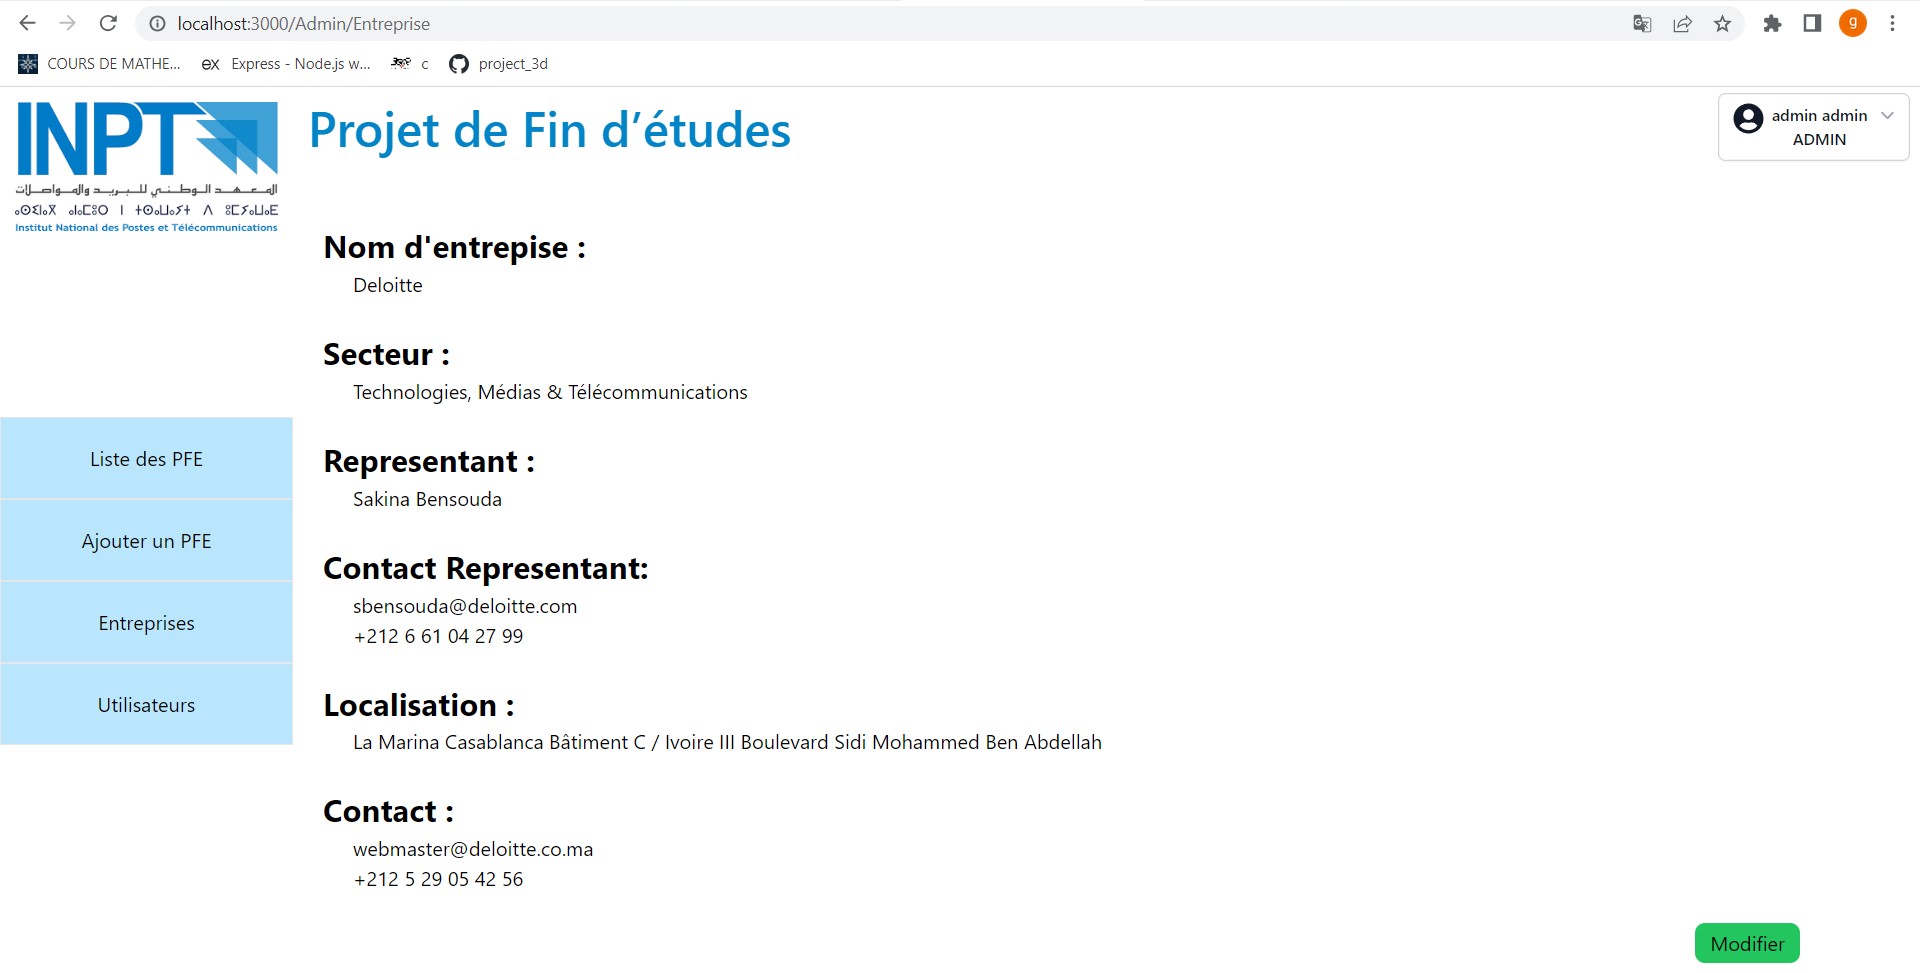 localhost:3000/Admin/Entreprise
g
COURS DE MATHE...
Express - Node.js w...
c
project_3d
INPT
المعهد الوطني للبريد والمواصلات
ⴰⵙⵉⵏⴰⴳ ⴰⵏⴰⵎⵓⵔ ⵏ ⵜⵙⴰⵡⴰⵢⵜ ⴷ ⵓⵎⵢⴰⵡⴰⴹ
Institut National des Postes et Télécommunications
Projet de Fin d’études
admin admin
ADMIN
Liste des PFE
Ajouter un PFE
Entreprises
Utilisateurs
Nom d'entrepise :
Deloitte
Secteur :
Technologies, Médias & Télécommunications
Representant :
Sakina Bensouda
Contact Representant:
sbensouda@deloitte.com
+212 6 61 04 27 99
Localisation :
La Marina Casablanca Bâtiment C / Ivoire III Boulevard Sidi Mohammed Ben Abdellah
Contact :
webmaster@deloitte.co.ma
+212 5 29 05 42 56
Modifier